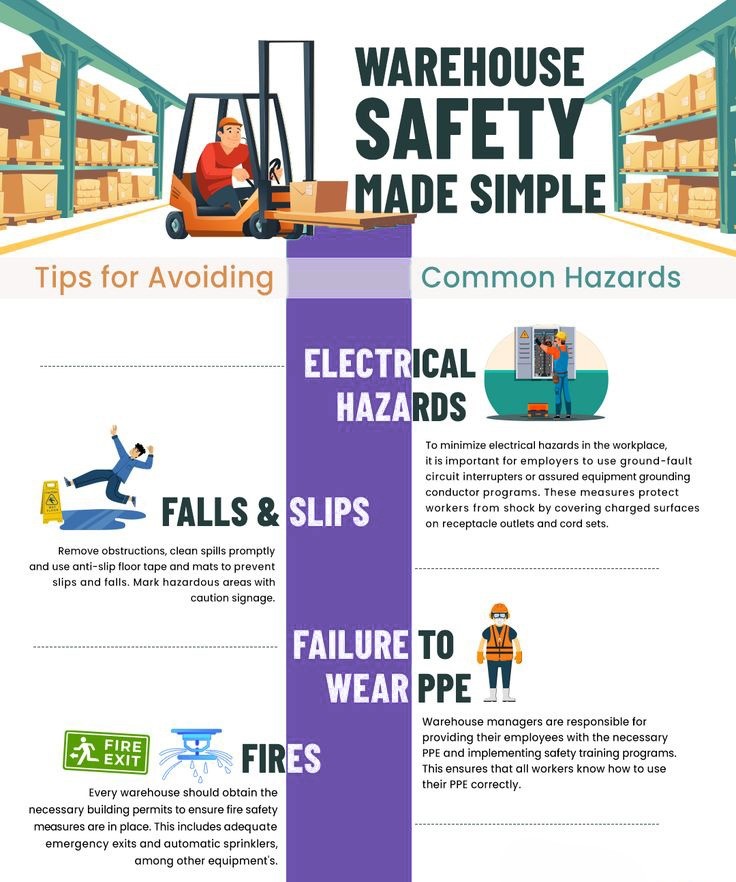 WAREHOUSE
SAFETY
MADE SIMPLE
Tips for Avoiding Common Hazards
ELECTRICAL
HAZARDS
To minimize electrical hazards in the workplace,
it is important for employers to use ground-fault
circuit interrupters or assured equipment grounding
conductor programs. These measures protect
workers from shock by covering charged surfaces
on receptacle outlets and cord sets.
FALLS & SLIPS
Remove obstructions, clean spills promptly
and use anti-slip floor tape and mats to prevent
slips and falls. Mark hazardous areas with
caution signage.
FAILURE TO
WEAR PPE
Warehouse managers are responsible for
providing their employees with the necessary
PPE and implementing safety training programs.
This ensures that all workers know how to use
their PPE correctly.
FIRE
EXIT
FIRES
Every warehouse should obtain the
necessary building permits to ensure fire safety
measures are in place. This includes adequate
emergency exits and automatic sprinklers,
among other equipment's.